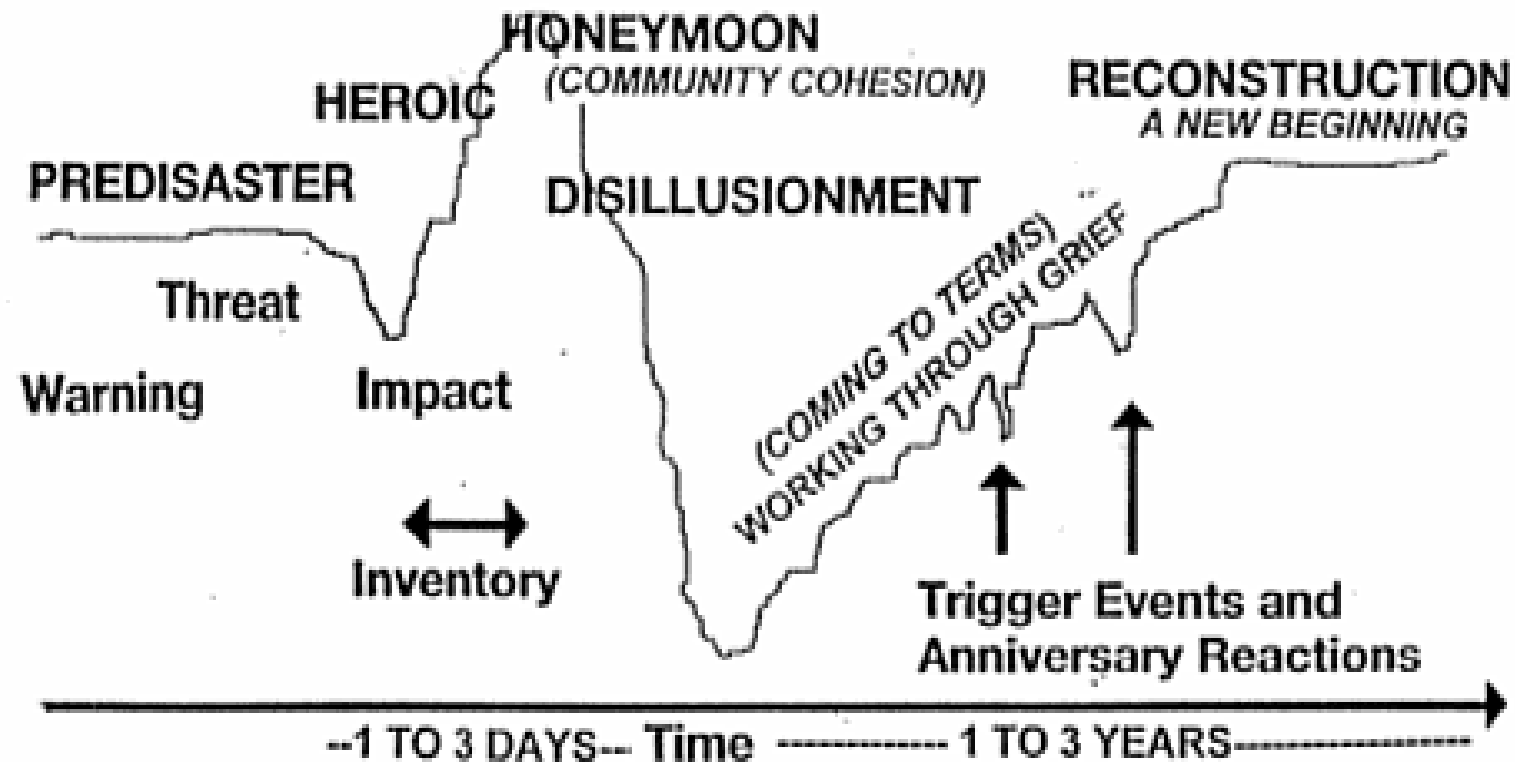 HONEYMOON
(COMMUNITY COHESION)
HEROIC
RECONSTRUCTION
A NEW BEGINNING
PREDISASTER
DISILLUSIONMENT
(COMING TO TERMS)
WORKING THROUGH GRIEF
Threat
Warning
Impact
Inventory
Trigger Events and
Anniversary Reactions
--1 TO 3 DAYS-- Time ------------ 1 TO 3 YEARS----------------